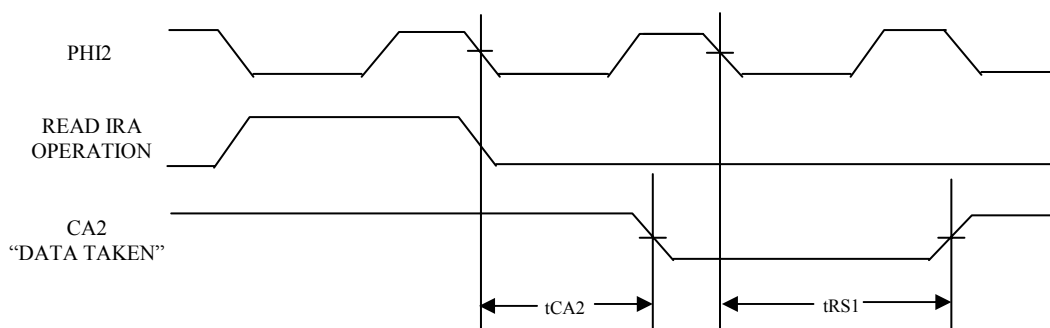 PHI2
READ IRA
OPERATION
CA2
“DATA TAKEN”
tCA2
tRS1